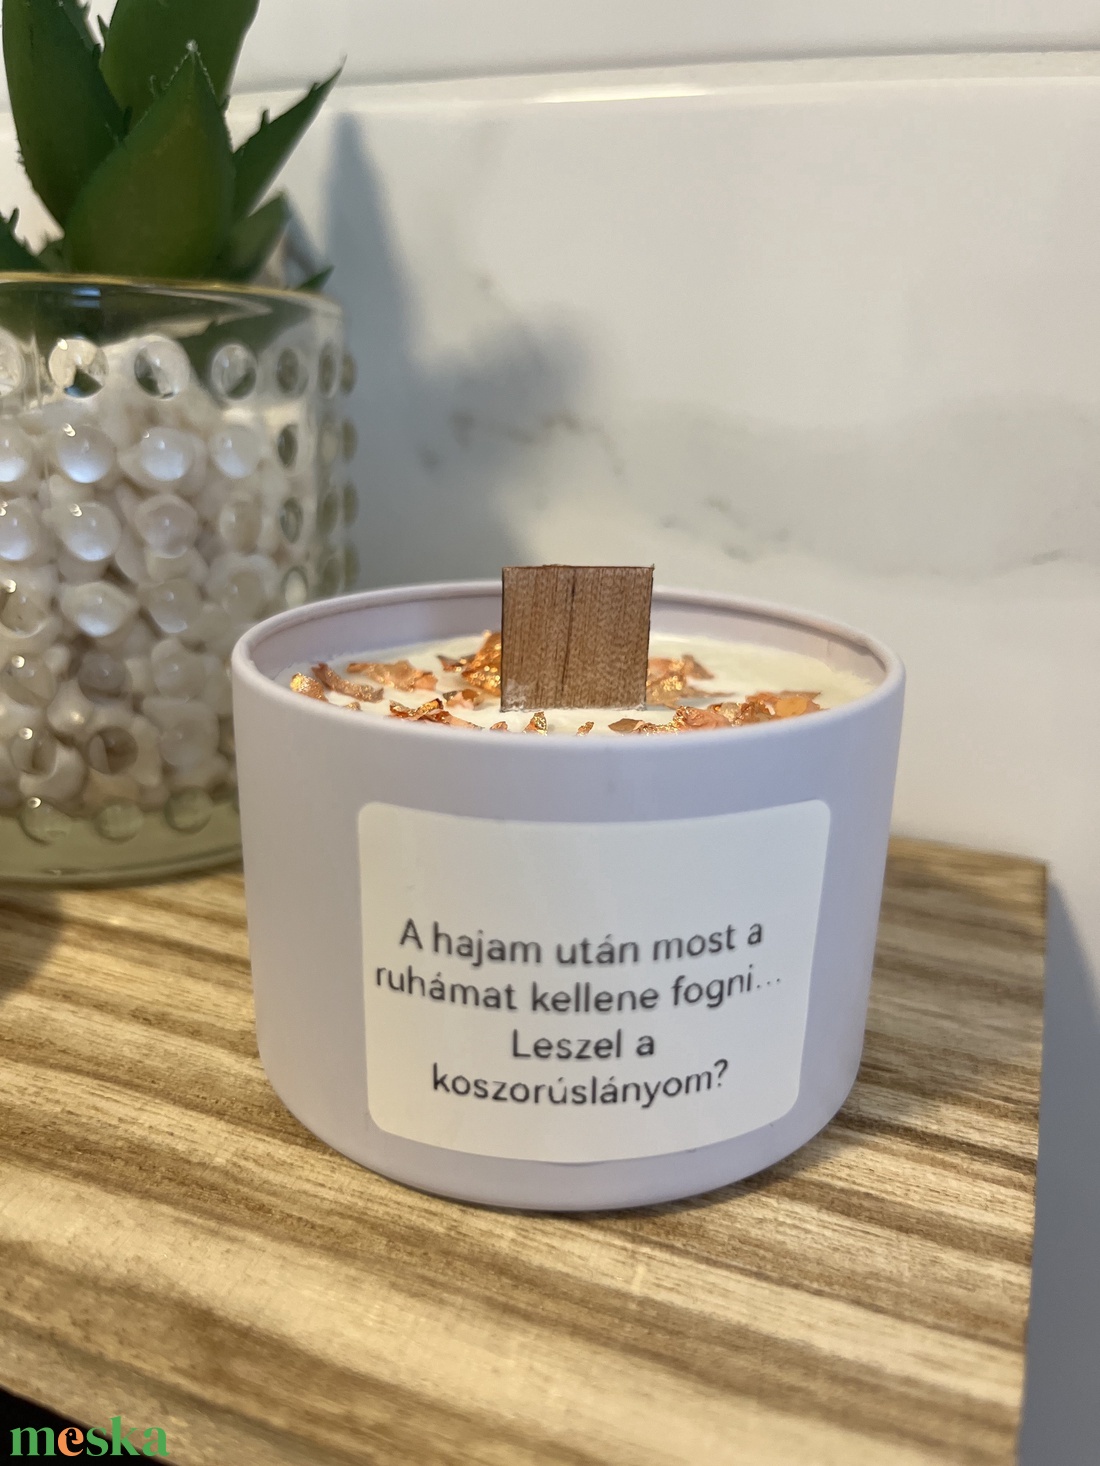 A hajam után most a
ruhámat kellene fogni...
Leszel a
koszorúslányom?
meska